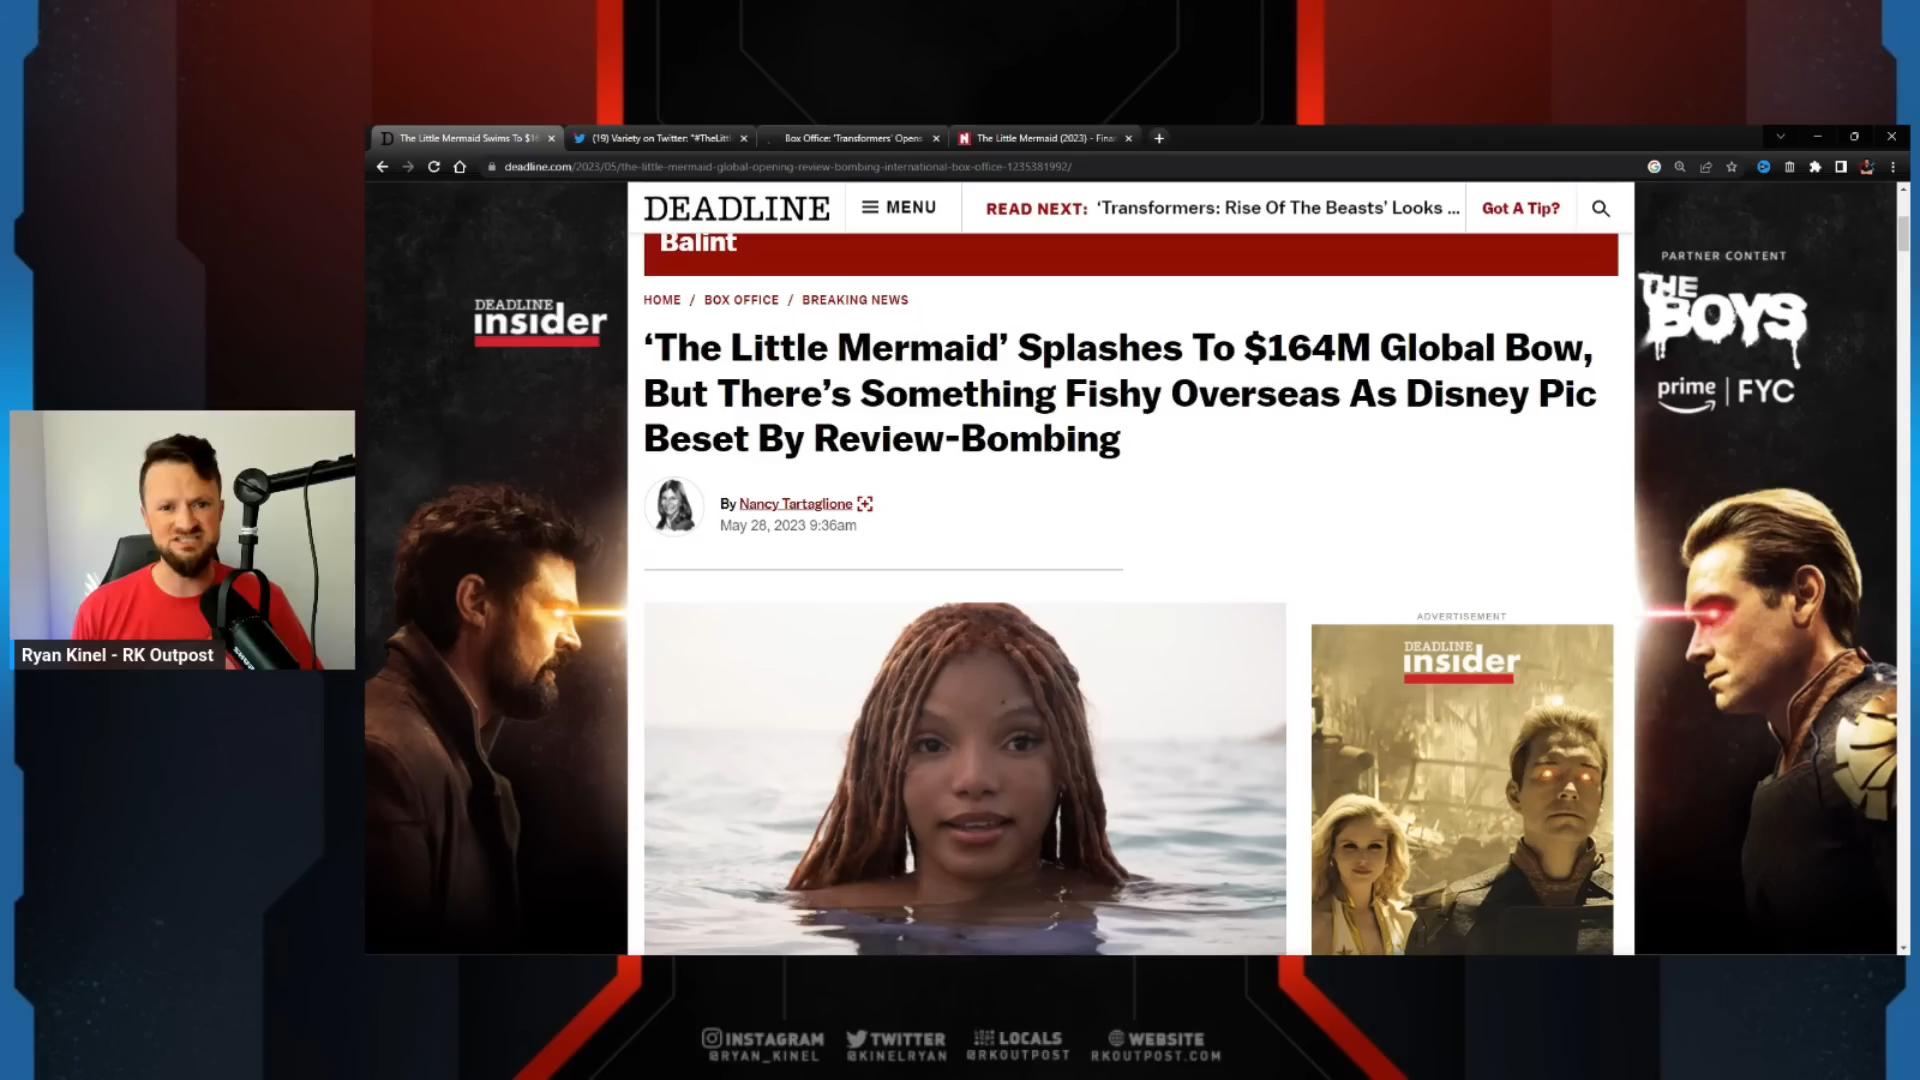 The Little Mermaid Swims To $16
(19) Variety on Twitter: "#TheLittl
Box Office: 'Transformers' Opens
The Little Mermaid (2023) - Finan
deadline.com/2023/05/the-little-mermaid-global-opening-review-bombing-international-box-office-1235381992/
DEADLINE
MENU
READ NEXT: ‘Transformers: Rise Of The Beasts’ Looks ...
Got A Tip?
Balint
HOME / BOX OFFICE / BREAKING NEWS
‘The Little Mermaid’ Splashes To $164M Global Bow,
But There’s Something Fishy Overseas As Disney Pic
Beset By Review-Bombing
By Nancy Tartaglione
May 28, 2023 9:36am
DEADLINE
insider
PARTNER CONTENT
THE
BOYS
prime | FYC
ADVERTISEMENT
DEADLINE
insider
Ryan Kinel - RK Outpost
SHURE
INSTAGRAM
@RYAN_KINEL
TWITTER
@KINELRYAN
LOCALS
@RKOUTPOST
WEBSITE
RKOUTPOST.COM